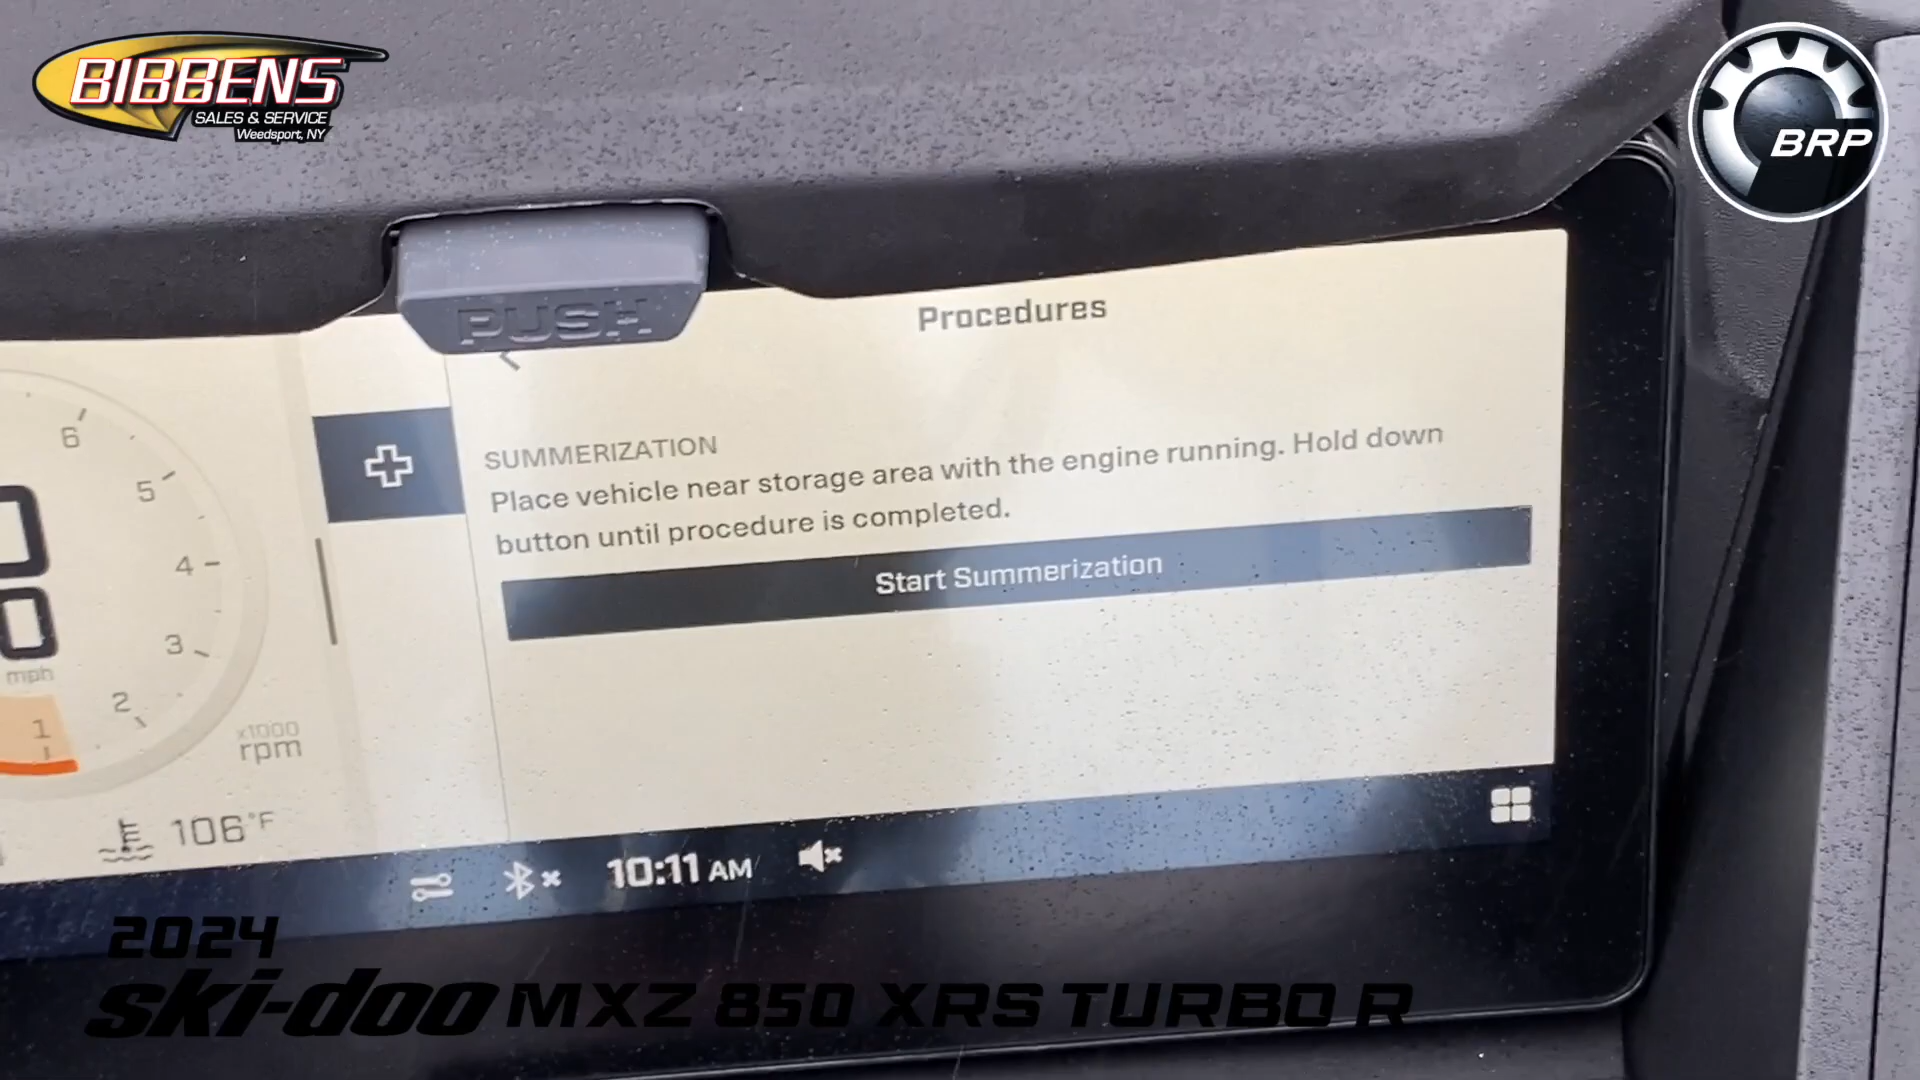 BIBBENS
SALES & SERVICE
Weedsport, NY
BRP
PUSH
Procedures
SUMMERIZATION
Place vehicle near storage area with the engine running. Hold down
button until procedure is completed.
Start Summerization
6
5
4
3
2
1
0
mph
x1000
rpm
106°F
10:11 AM
2024
ski-doo MXZ 850 XRS TURBO R